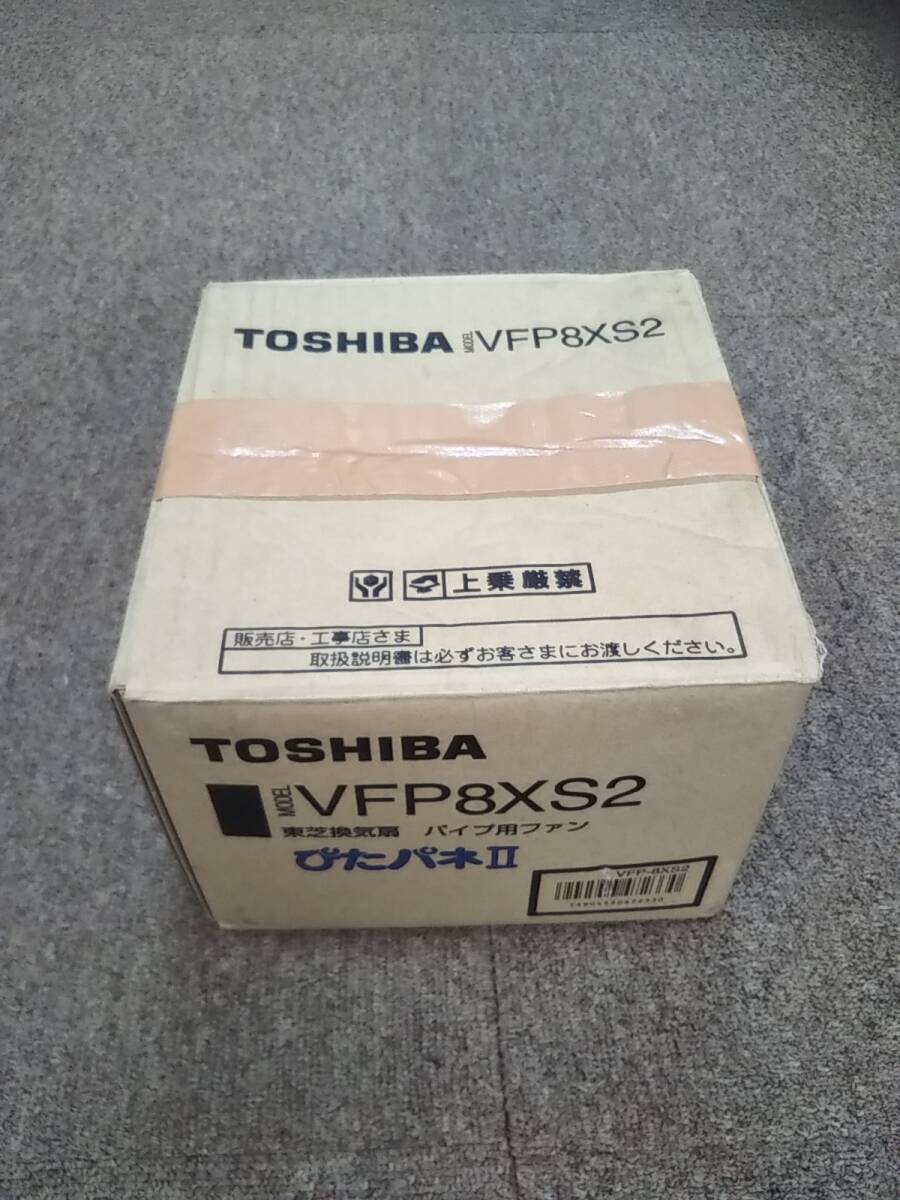 TOSHIBA MODEL VFP8XS2
上乗厳禁
販売店・工事店さま
取扱説明書は必ずお客さまにお渡しください。
TOSHIBA
MODEL VFP8XS2
東芝換気扇 パイプ用ファン
ぴたパネII
VFP-8XS2